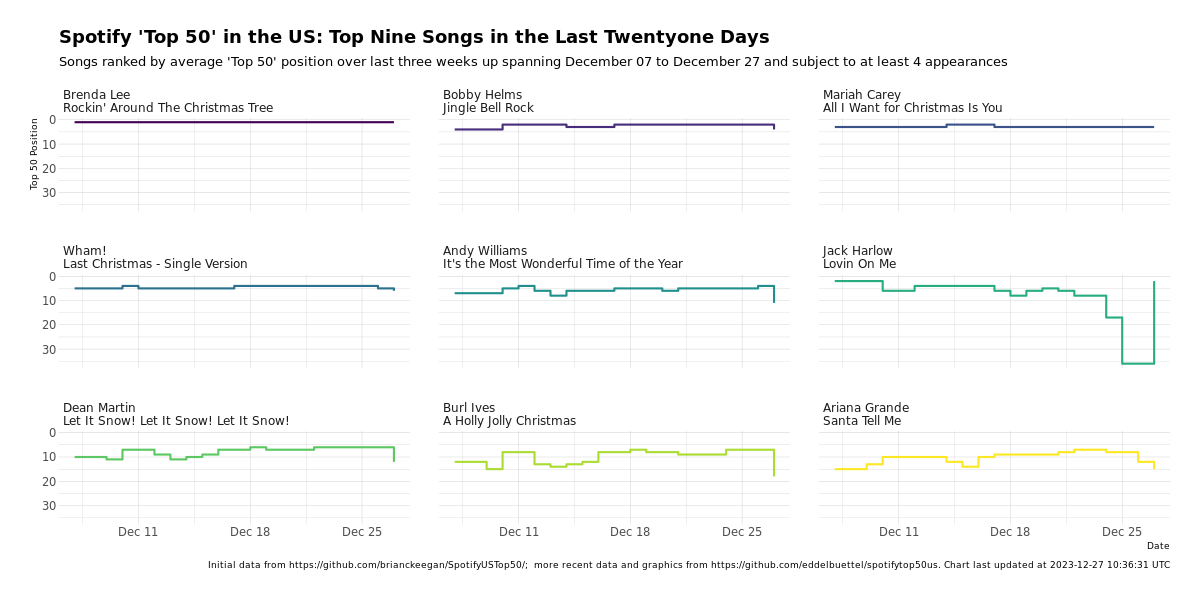 Spotify 'Top 50' in the US: Top Nine Songs in the Last Twentyone Days
Songs ranked by average 'Top 50' position over last three weeks up spanning December 07 to December 27 and subject to at least 4 appearances
Brenda Lee
Rockin' Around The Christmas Tree
Bobby Helms
Jingle Bell Rock
Mariah Carey
All I Want for Christmas Is You
Top 50 Position
0
10
20
30
Wham!
Last Christmas - Single Version
Andy Williams
It's the Most Wonderful Time of the Year
Jack Harlow
Lovin On Me
0
10
20
30
Dean Martin
Let It Snow! Let It Snow! Let It Snow!
Burl Ives
A Holly Jolly Christmas
Ariana Grande
Santa Tell Me
0
10
20
30
Dec 11 Dec 18 Dec 25 Dec 11 Dec 18 Dec 25 Dec 11 Dec 18 Dec 25
Date
Initial data from https://github.com/brianckeegan/SpotifyUSTop50/; more recent data and graphics from https://github.com/eddelbuettel/spotifytop50us. Chart last updated at 2023-12-27 10:36:31 UTC